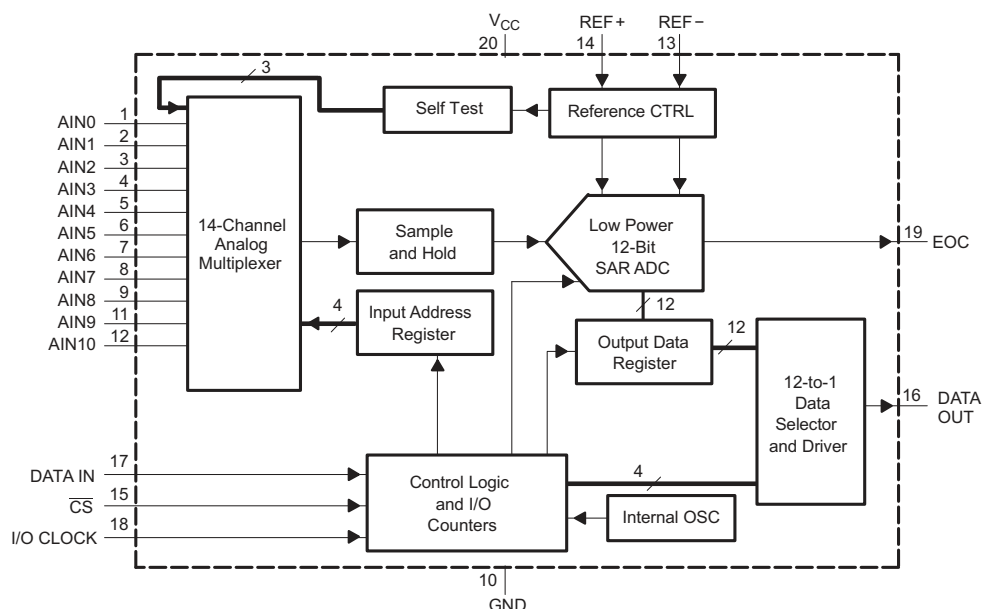 VCC
20
REF+
14
REF−
13
3
Self Test
Reference CTRL
AIN0
1
AIN1
2
AIN2
3
AIN3
4
AIN4
5
AIN5
6
AIN6
7
AIN7
8
AIN8
9
AIN9
11
AIN10
12
14-Channel
Analog
Multiplexer
Sample
and Hold
Low Power
12-Bit
SAR ADC
19
EOC
4
Input Address
Register
12
Output Data
Register
12
12-to-1
Data
Selector
and Driver
16
DATA
OUT
DATA IN
17
CS
15
I/O CLOCK
18
Control Logic
and I/O
Counters
4
Internal OSC
10
GND